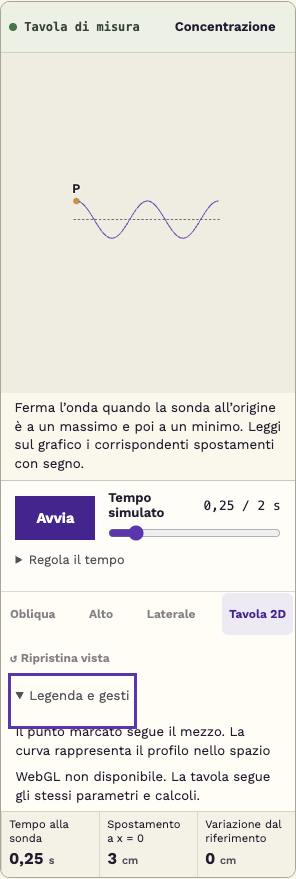 Tavola di misura Concentrazione
P
Ferma l’onda quando la sonda all’origine
è a un massimo e poi a un minimo. Leggi
sul grafico i corrispondenti spostamenti
con segno.
Avvia
Tempo
simulato
0,25 / 2 s
▶ Regola il tempo
Obliqua Alto Laterale Tavola 2D
↺ Ripristina vista
▼ Legenda e gesti
Il punto marcato segue il mezzo. La
curva rappresenta il profilo nello spazio
WebGL non disponibile. La tavola segue
gli stessi parametri e calcoli.
Tempo alla
sonda
0,25 s
Spostamento
a x = 0
3 cm
Variazione dal
riferimento
0 cm